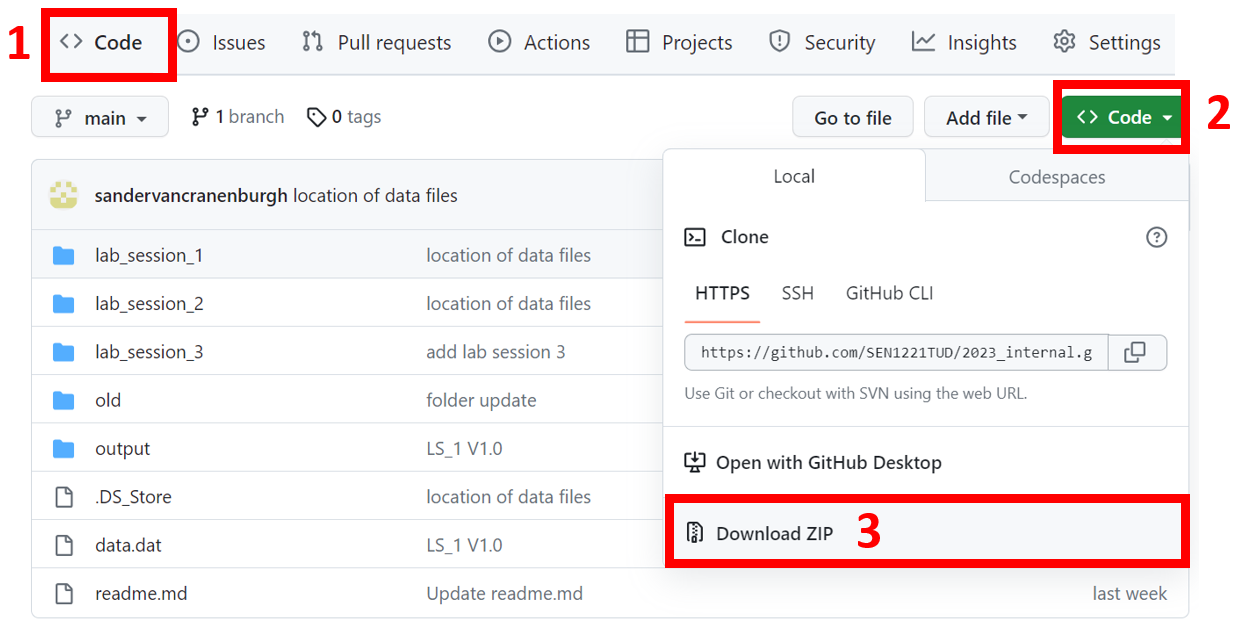 1 Code Issues Pull requests Actions Projects Security Insights Settings
main 1 branch 0 tags Go to file Add file Code 2
Local Codespaces
sandervancranenburgh location of data files
Clone
lab_session_1 location of data files
HTTPS SSH GitHub CLI
lab_session_2 location of data files
lab_session_3 add lab session 3
https://github.com/SEN1221TUD/2023_internal.g
Use Git or checkout with SVN using the web URL.
old folder update
output LS_1 V1.0
Open with GitHub Desktop
.DS_Store location of data files
Download ZIP 3
data.dat LS_1 V1.0
readme.md Update readme.md last week